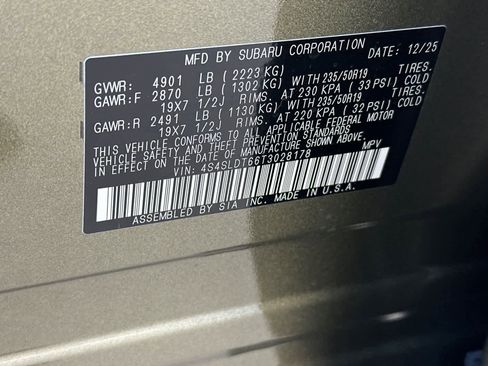 MFD BY SUBARU CORPORATION DATE: 12/25
GVWR: 4901 LB (2223 KG)
GAWR:F 2870 LB (1302 KG) WITH 235/50R19 TIRES.
19X7 1/2J RIMS. AT 230 KPA (33 PSI) COLD
GAWR:R 2491 LB (1130 KG) WITH 235/50R19 TIRES.
19X7 1/2J RIMS. AT 220 KPA (32 PSI) COLD
THIS VEHICLE CONFORMS TO ALL APPLICABLE FEDERAL MOTOR
VEHICLE SAFETY AND THEFT PREVENTION STANDARDS
IN EFFECT ON THE DATE OF MANUFACTURE SHOWN ABOVE.
VIN: 4S4SLDT66T3028178 MPV
ASSEMBLED BY SIA INC. MADE IN U.S.A.